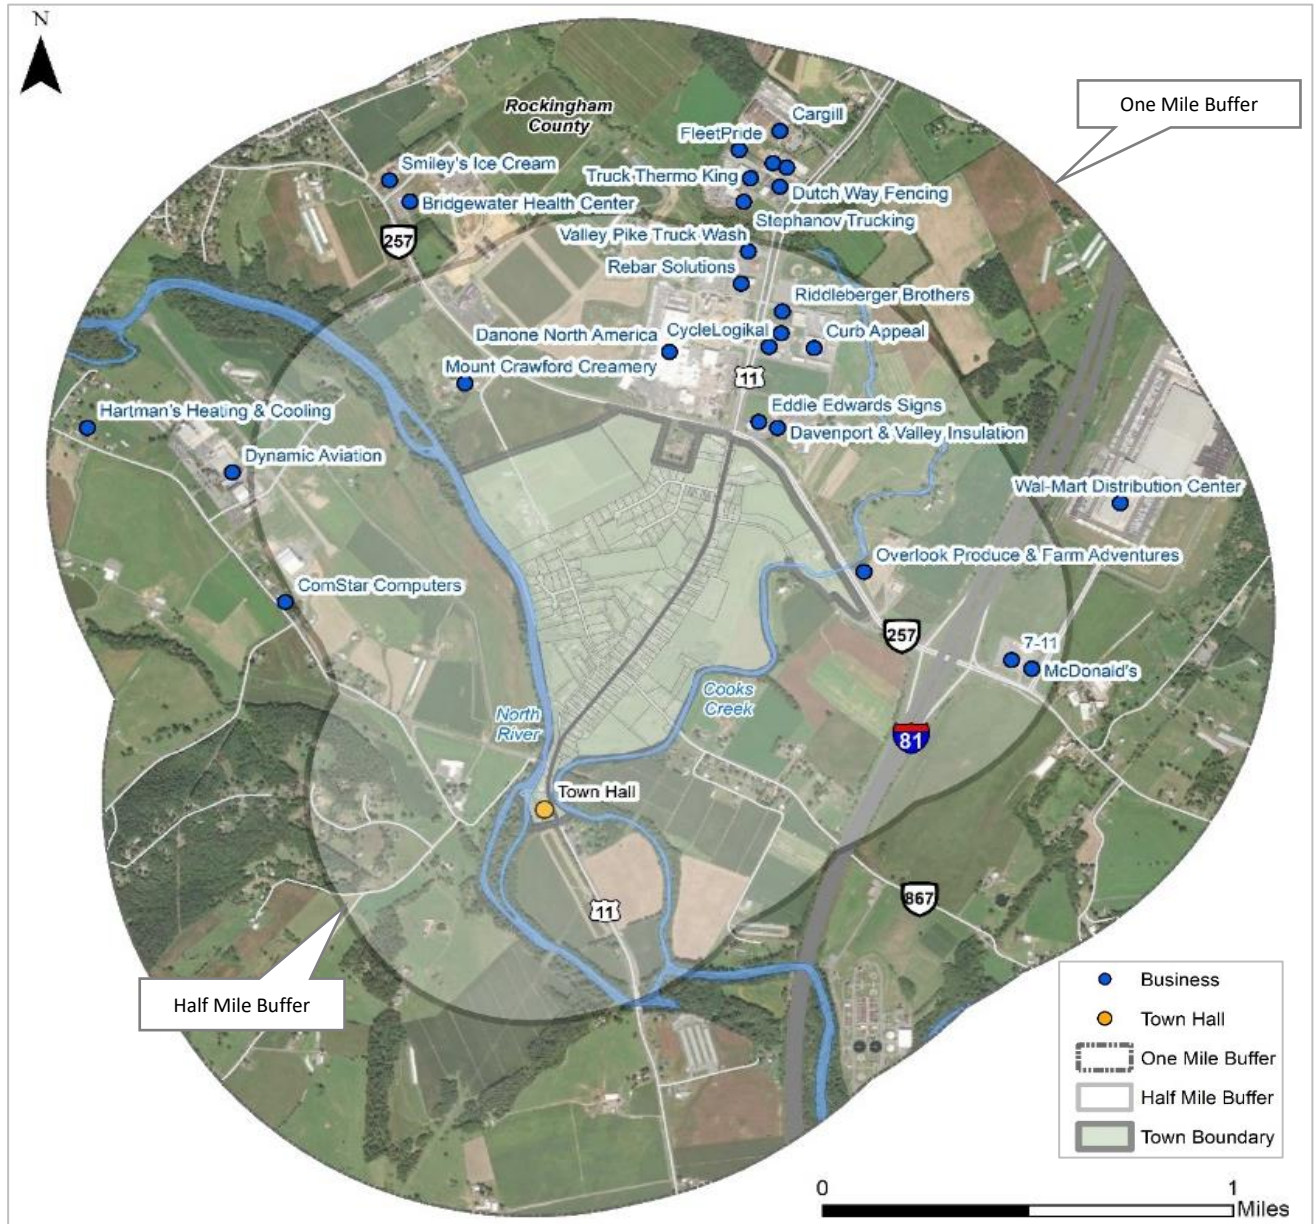 N
One Mile Buffer
Rockingham
County
Cargill
FleetPride
Smiley's Ice Cream
Truck Thermo King
Dutch Way Fencing
Bridgewater Health Center
Stephanov Trucking
257
Valley Pike Truck Wash
Rebar Solutions
Riddleberger Brothers
Danone North America
CycleLogikal
Curb Appeal
Mount Crawford Creamery
11
Hartman's Heating & Cooling
Eddie Edwards Signs
Davenport & Valley Insulation
Dynamic Aviation
Wal-Mart Distribution Center
Overlook Produce & Farm Adventures
ComStar Computers
257
7-11
McDonald's
Cooks
Creek
North
River
81
Town Hall
867
11
Half Mile Buffer
Business
Town Hall
One Mile Buffer
Half Mile Buffer
Town Boundary
0
1
Miles